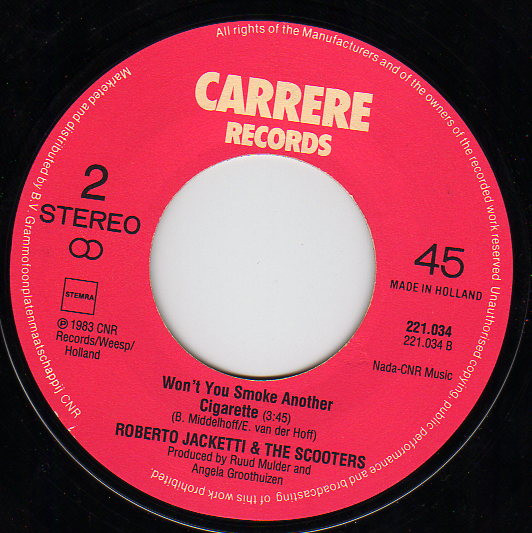 All rights of the Manufacturers and of the owners of the recorded work reserved. Unauthorised copying, public performance and broadcasting of this work prohibited.
Marketed and distributed by B.V. Grammofoonplatenmaatschappij CNR
CARRERE
RECORDS
2
STEREO
STEMRA
℗ 1983 CNR
Records/Weesp/
Holland
45
MADE IN HOLLAND
221.034
221.034 B
Nada-CNR Music
Won't You Smoke Another
Cigarette (3:45)
(B. Middelhoff/E. van der Hoff)
ROBERTO JACKETTI & THE SCOOTERS
Produced by Ruud Mulder and
Angela Groothuizen